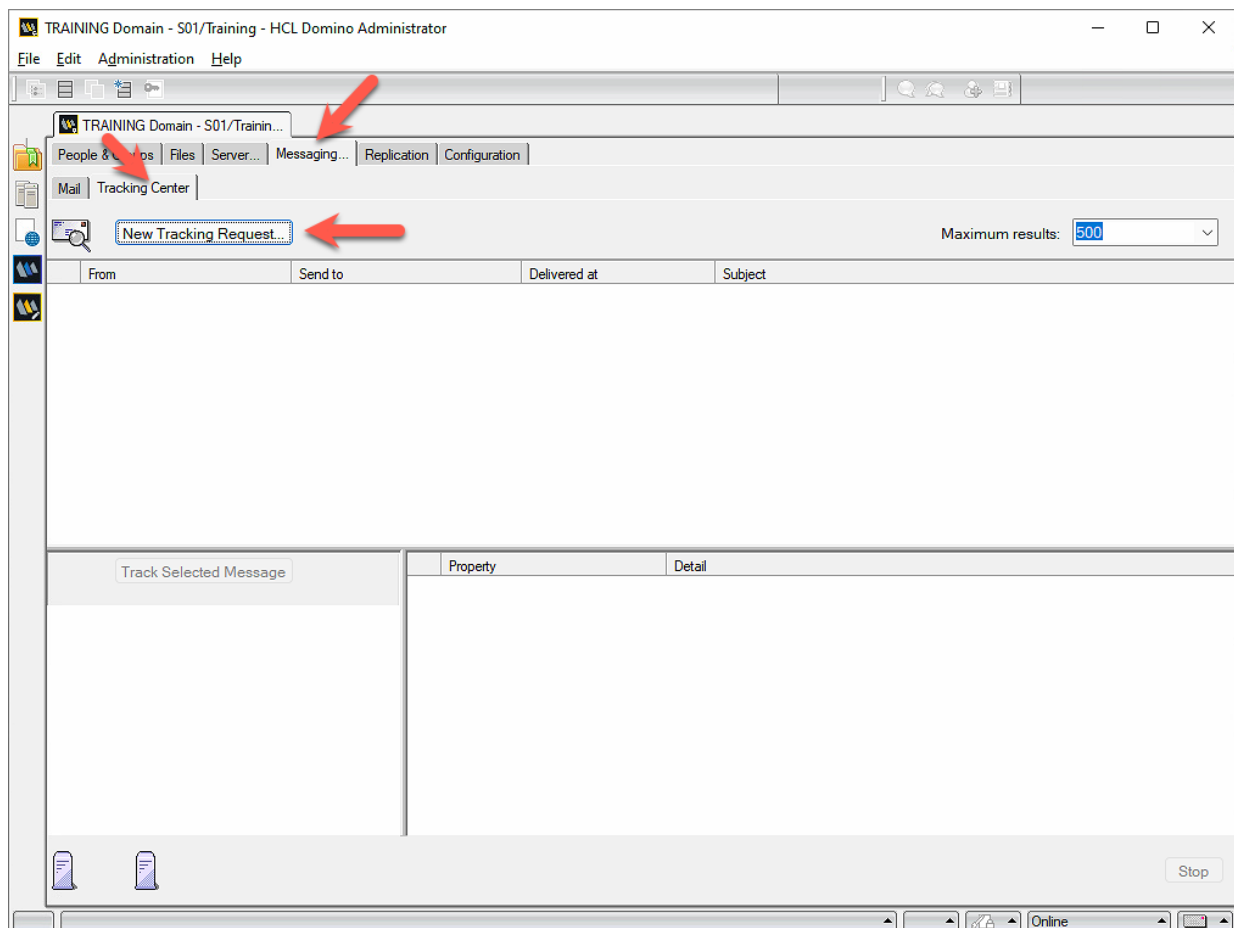 TRAINING Domain - S01/Training - HCL Domino Administrator
File Edit Administration Help
TRAINING Domain - S01/Trainin...
People & Groups Files Server... Messaging... Replication Configuration
Mail Tracking Center
New Tracking Request... Maximum results: 500
From Send to Delivered at Subject
Track Selected Message Property Detail
Stop
Online